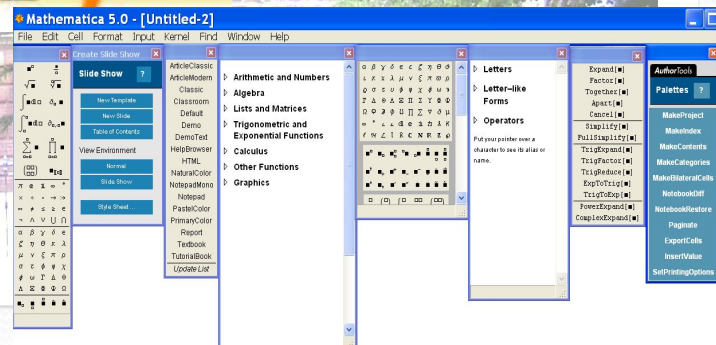 Mathematica 5.0 - [Untitled-2]
File Edit Cell Format Input Kernel Find Window Help
Create Slide Show
Slide Show ?
New Template
New Slide
Table of Contents
View Environment
Normal
Slide Show
Style Sheet...
ArticleClassic
ArticleModern
Classic
Classroom
Default
Demo
DemoText
HelpBrowser
HTML
NaturalColor
NotepadMono
Notepad
PastelColor
PrimaryColor
Report
Textbook
TutorialBook
Update List
Arithmetic and Numbers
Algebra
Lists and Matrices
Trigonometric and
Exponential Functions
Calculus
Other Functions
Graphics
Letters
Letter-like
Forms
Operators
Put your pointer over a
character to see its alias or
name.
Expand[■]
Factor[■]
Together[■]
Apart[■]
Cancel[■]
Simplify[■]
FullSimplify[■]
TrigExpand[■]
TrigFactor[■]
TrigReduce[■]
ExpToTrig[■]
TrigToExp[■]
PowerExpand[■]
ComplexExpand[■]
AuthorTools
Palettes ?
MakeProject
MakeIndex
MakeContents
MakeCategories
MakeBilateralCells
NotebookDiff
NotebookRestore
Paginate
ExportCells
InsertValue
SetPrintingOptions